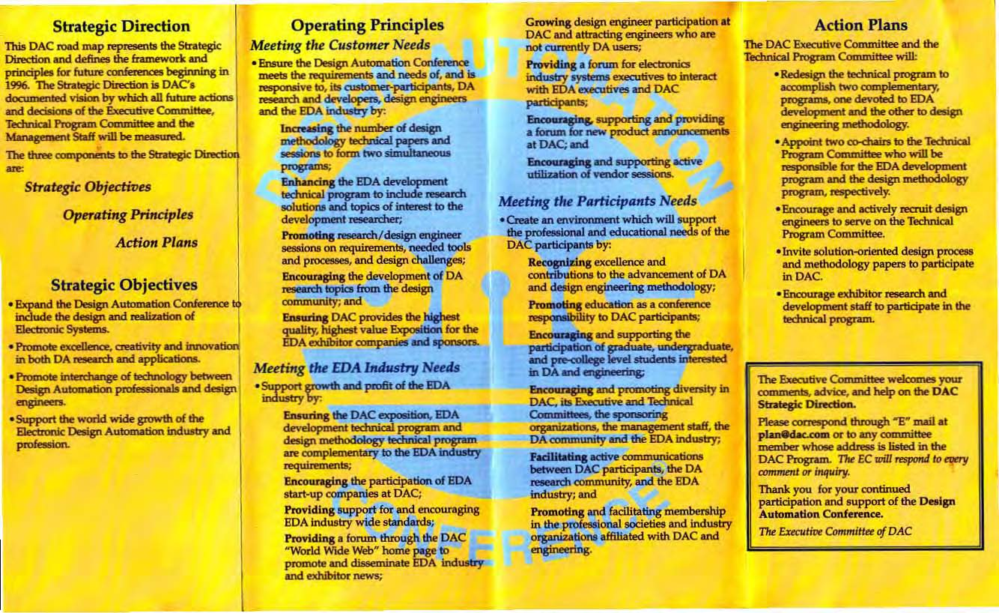 Strategic Direction
This DAC road map represents the Strategic
Direction and defines the framework and
principles for future conferences beginning in
1996. The Strategic Direction is DAC's
documented vision by which all future actions
and decisions of the Executive Committee,
Technical Program Committee and the
Management Staff will be measured.
The three components to the Strategic Direction
are:
Strategic Objectives
Operating Principles
Action Plans
Strategic Objectives
• Expand the Design Automation Conference to
include the design and realization of
Electronic Systems.
• Promote excellence, creativity and innovation
in both DA research and applications.
• Promote interchange of technology between
Design Automation professionals and design
engineers.
• Support the world wide growth of the
Electronic Design Automation industry and
profession.
Operating Principles
Meeting the Customer Needs
• Ensure the Design Automation Conference
meets the requirements and needs of, and is
responsive to, its customer-participants, DA
research and developers, design engineers
and the EDA industry by:
Increasing the number of design
methodology technical papers and
sessions to form two simultaneous
programs;
Enhancing the EDA development
technical program to include research
solutions and topics of interest to the
development researcher;
Promoting research/design engineer
sessions on requirements, needed tools
and processes, and design challenges;
Encouraging the development of DA
research topics from the design
community; and
Ensuring DAC provides the highest
quality, highest value Exposition for the
EDA exhibitor companies and sponsors.
Meeting the EDA Industry Needs
• Support growth and profit of the EDA
industry by:
Ensuring the DAC exposition, EDA
development technical program and
design methodology technical program
are complementary to the EDA industry
requirements;
Encouraging the participation of EDA
start-up companies at DAC;
Providing support for and encouraging
EDA industry wide standards;
Providing a forum through the DAC
"World Wide Web" home page to
promote and disseminate EDA industry
and exhibitor news;
Growing design engineer participation at
DAC and attracting engineers who are
not currently DA users;
Providing a forum for electronics
industry systems executives to interact
with EDA executives and DAC
participants;
Encouraging, supporting and providing
a forum for new product announcements
at DAC; and
Encouraging and supporting active
utilization of vendor sessions.
Meeting the Participants Needs
• Create an environment which will support
the professional and educational needs of the
DAC participants by:
Recognizing excellence and
contributions to the advancement of DA
and design engineering methodology;
Promoting education as a conference
responsibility to DAC participants;
Encouraging and supporting the
participation of graduate, undergraduate,
and pre-college level students interested
in DA and engineering;
Encouraging and promoting diversity in
DAC, its Executive and Technical
Committees, the sponsoring
organizations, the management staff, the
DA community and the EDA industry;
Facilitating active communications
between DAC participants, the DA
research community, and the EDA
industry; and
Promoting and facilitating membership
in the professional societies and industry
organizations affiliated with DAC and
engineering.
Action Plans
The DAC Executive Committee and the
Technical Program Committee will:
• Redesign the technical program to
accomplish two complementary,
programs, one devoted to EDA
development and the other to design
engineering methodology.
• Appoint two co-chairs to the Technical
Program Committee who will be
responsible for the EDA development
program and the design methodology
program, respectively.
• Encourage and actively recruit design
engineers to serve on the Technical
Program Committee.
• Invite solution-oriented design process
and methodology papers to participate
in DAC.
• Encourage exhibitor research and
development staff to participate in the
technical program.
The Executive Committee welcomes your
comments, advice, and help on the DAC
Strategic Direction.
Please correspond through "E" mail at
plan@dac.com or to any committee
member whose address is listed in the
DAC Program. The EC will respond to every
comment or inquiry.
Thank you for your continued
participation and support of the Design
Automation Conference.
The Executive Committee of DAC
DESIGN AUTOMATION
CONFERENCE®